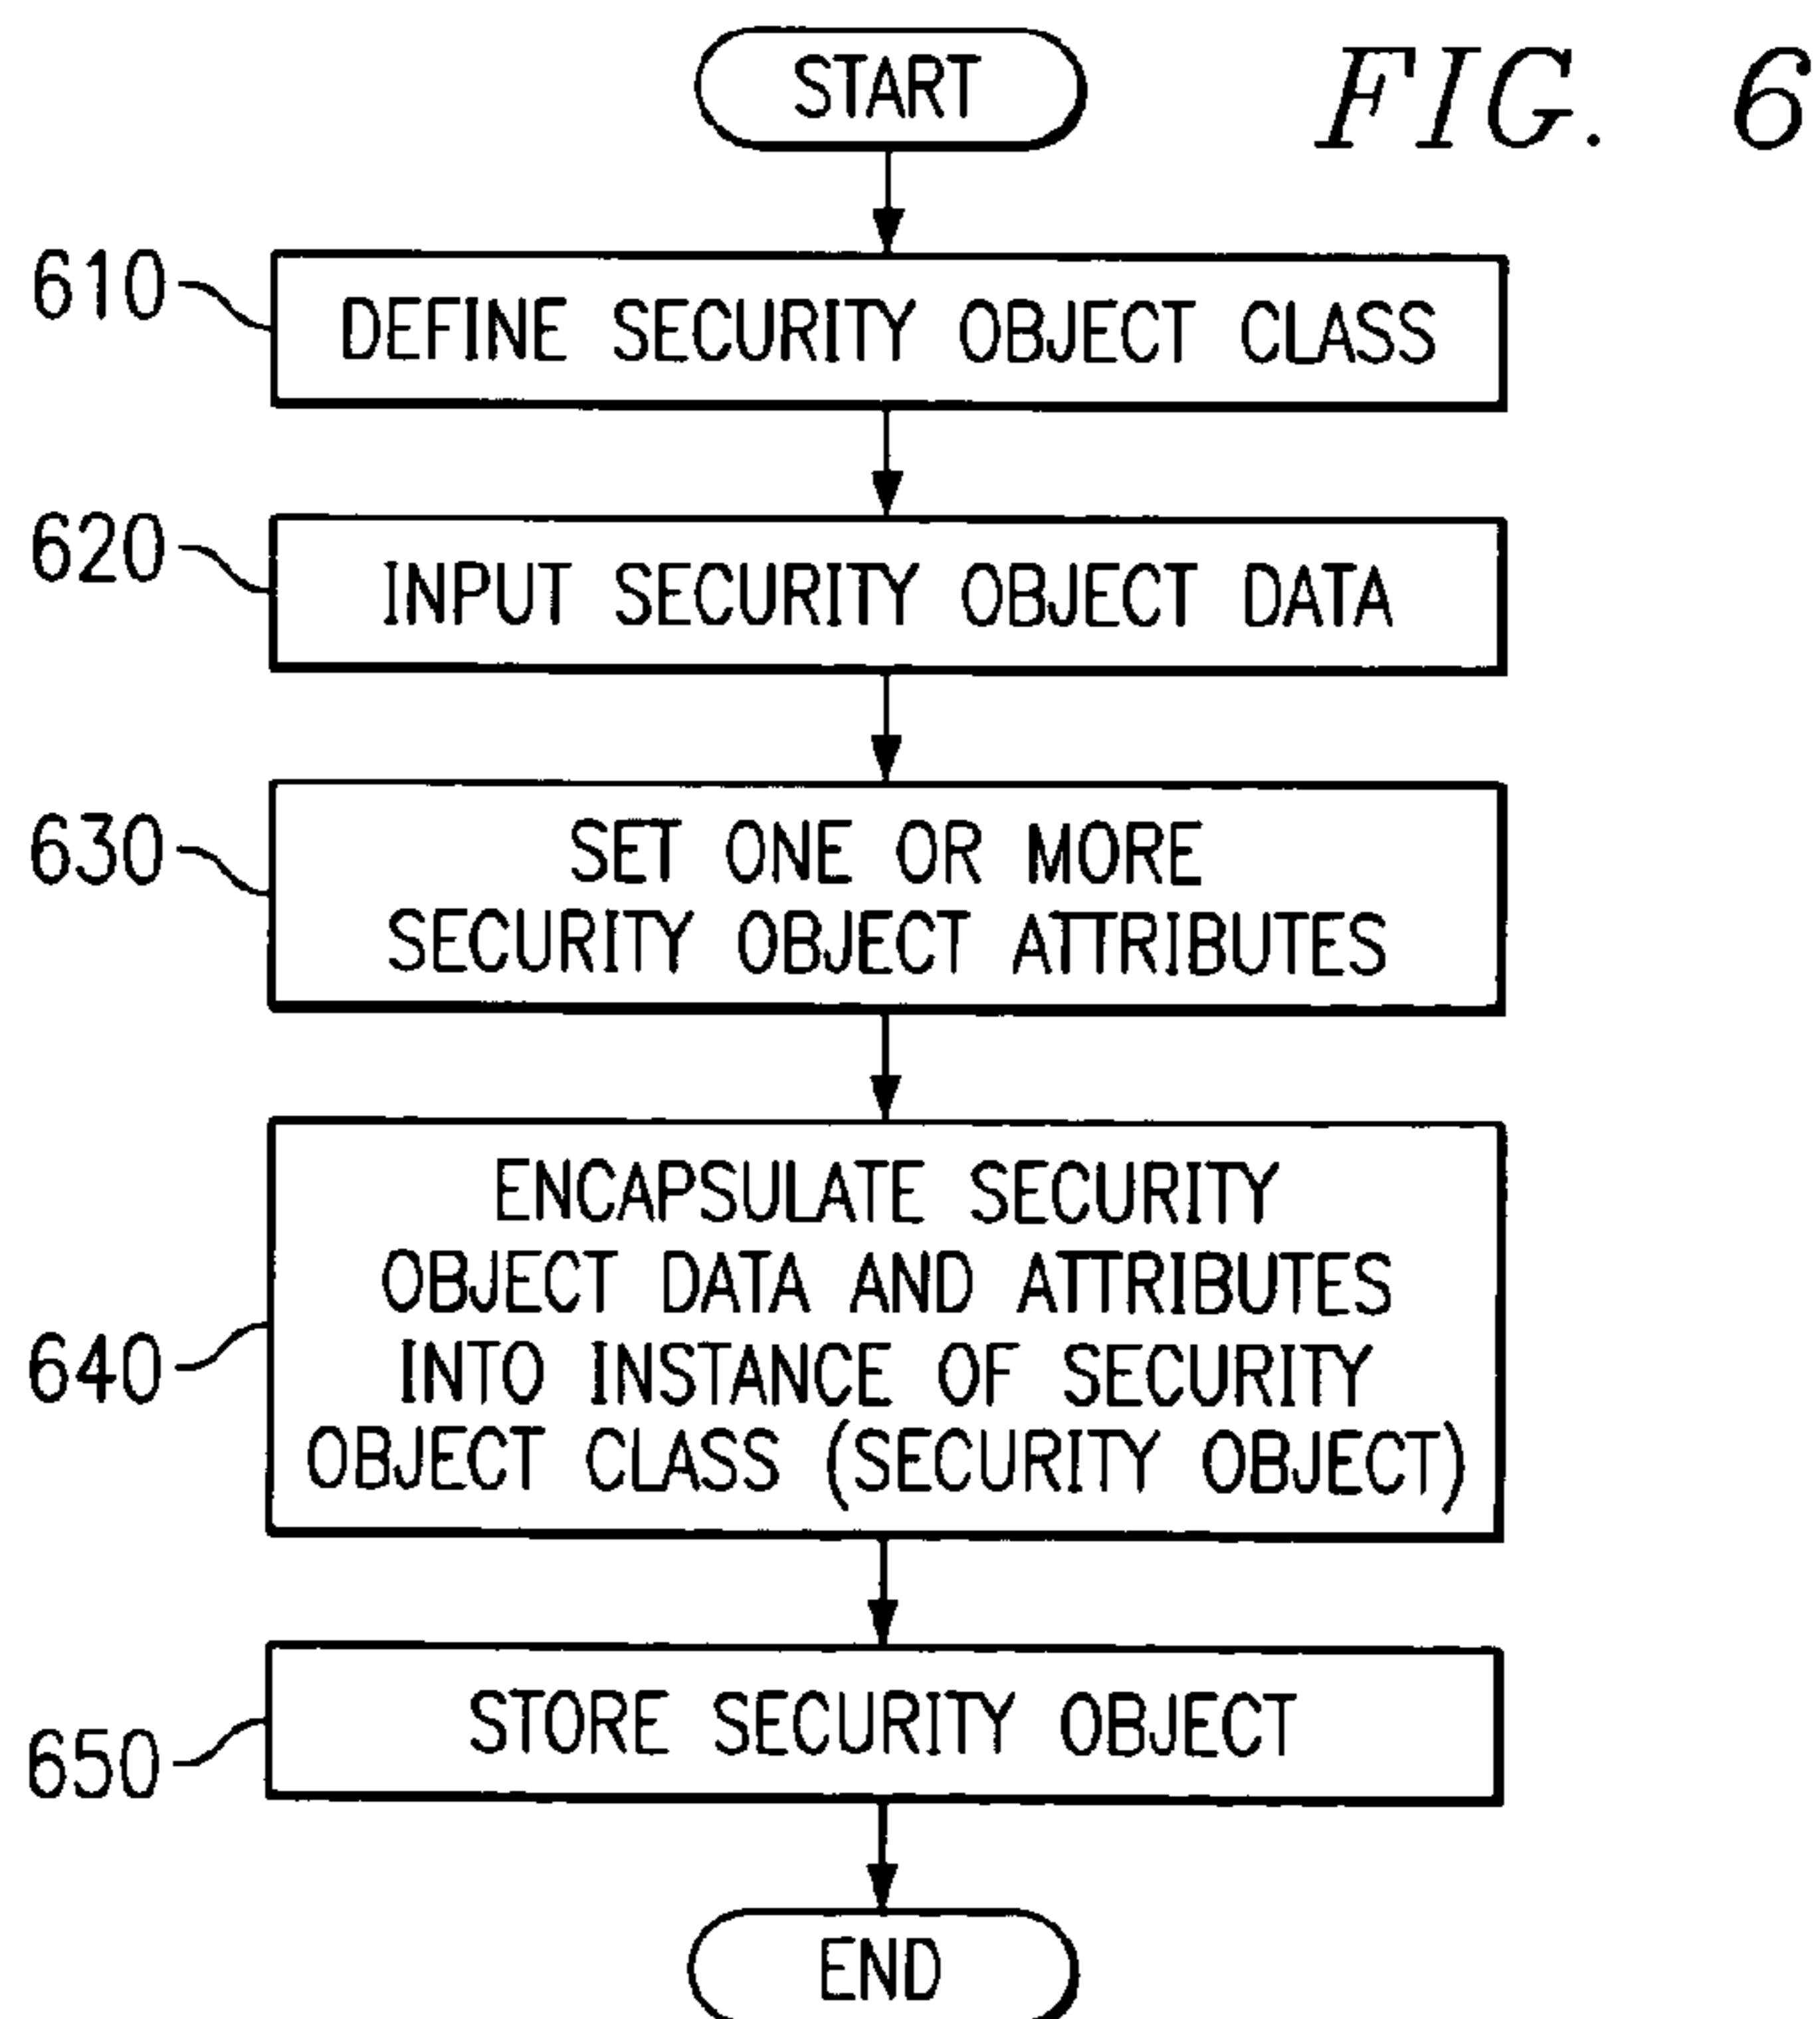 START
FIG. 6
610
DEFINE SECURITY OBJECT CLASS
620
INPUT SECURITY OBJECT DATA
630
SET ONE OR MORE
SECURITY OBJECT ATTRIBUTES
640
ENCAPSULATE SECURITY
OBJECT DATA AND ATTRIBUTES
INTO INSTANCE OF SECURITY
OBJECT CLASS (SECURITY OBJECT)
650
STORE SECURITY OBJECT
END